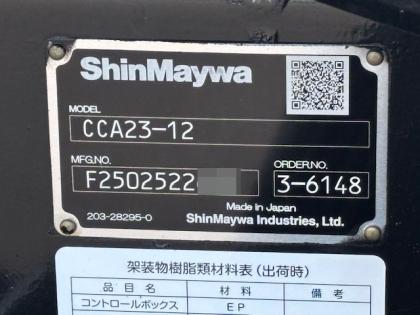 ShinMaywa
MODEL
CCA23-12
MFG.NO. ORDER.NO.
F2502522 3-6148
Made in Japan
203-28295-0 ShinMaywa Industries, Ltd.
架装物樹脂類材料表(出荷時)
品目名 材料 備考
コントロールボックス EP